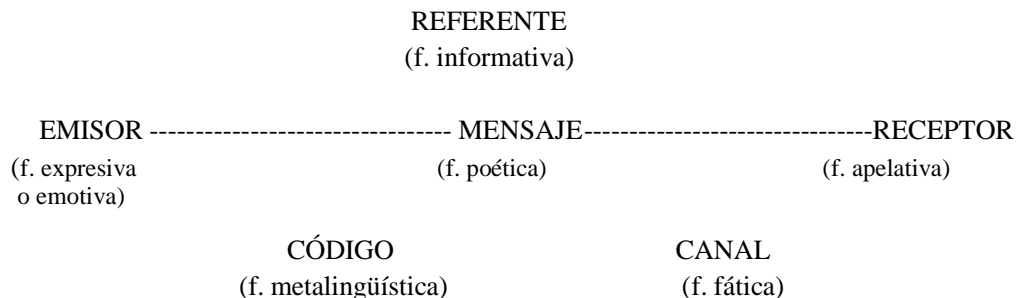 REFERENTE
(f. informativa)
EMISOR --------------------------------- MENSAJE-------------------------------RECEPTOR
(f. expresiva (f. poética) (f. apelativa)
o emotiva)
CÓDIGO CANAL
(f. metalingüística) (f. fática)